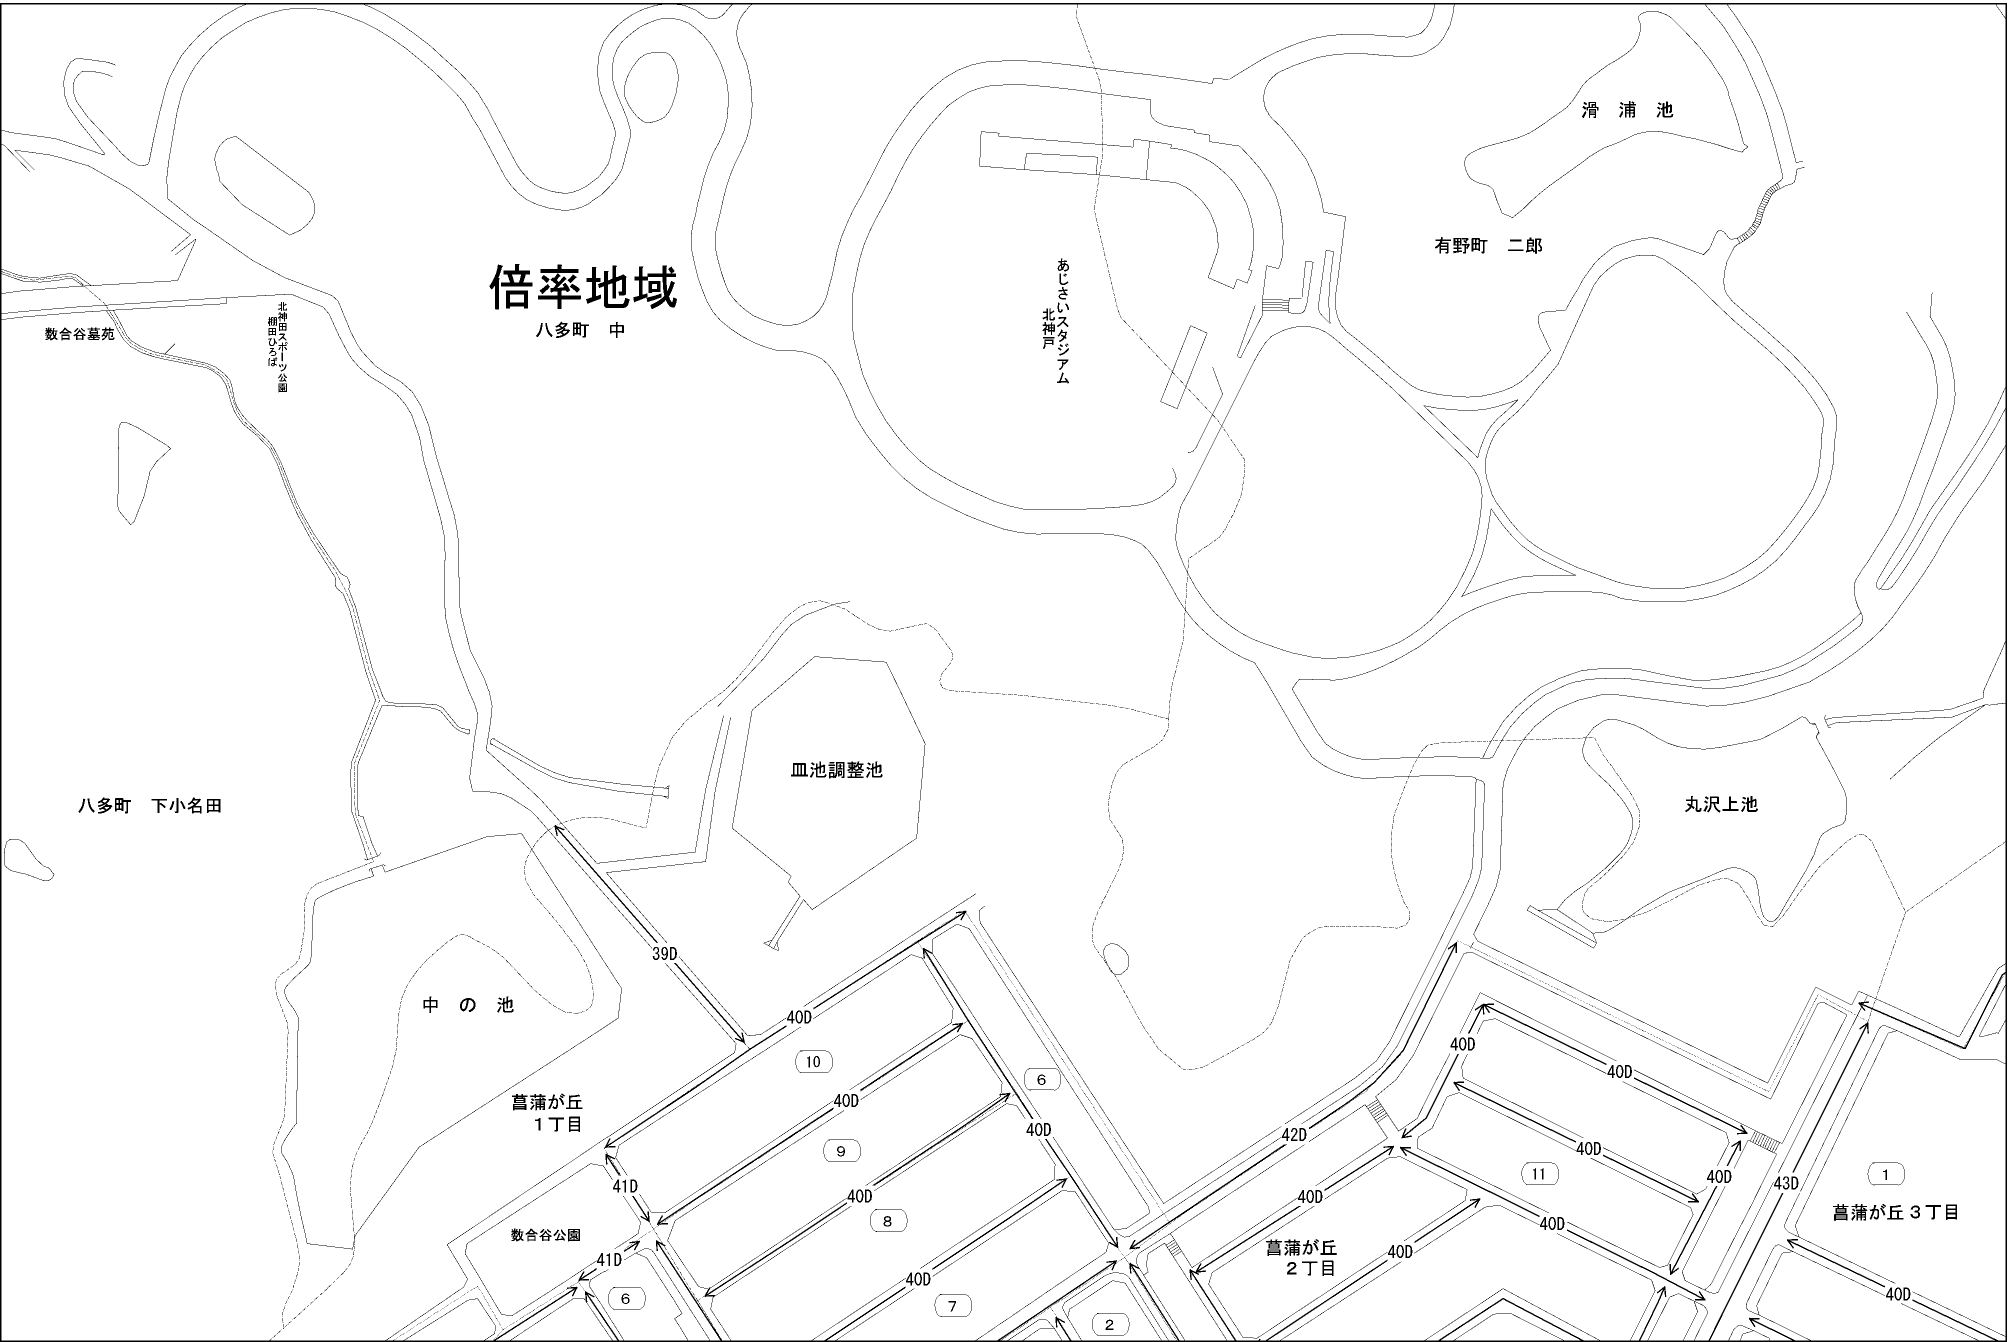 滑　浦　池
有野町　二郎
倍率地域
八多町　中
あじさいスタジアム
北神戸
北神田スポーツ公園
棚田ひろば
数合谷墓苑
皿池調整池
八多町　下小名田
丸沢上池
39D
中　の　池
40D
10
40D
40D
6
菖蒲が丘
1丁目
40D
40D
42D
9
40D
11
1
41D
40D
40D
43D
40D
菖蒲が丘3丁目
8
数合谷公園
40D
菖蒲が丘
2丁目
40D
41D
40D
40D
6
7
2